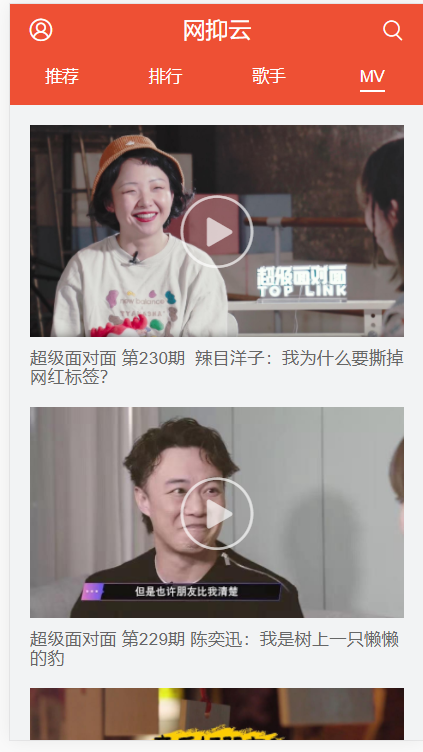 网抑云
推荐 排行 歌手 MV
超级面对面
TOP LINK
超级面对面 第230期 辣目洋子：我为什么要撕掉
网红标签？
但是也许朋友比我清楚
超级面对面 第229期 陈奕迅：我是树上一只懒懒
的豹